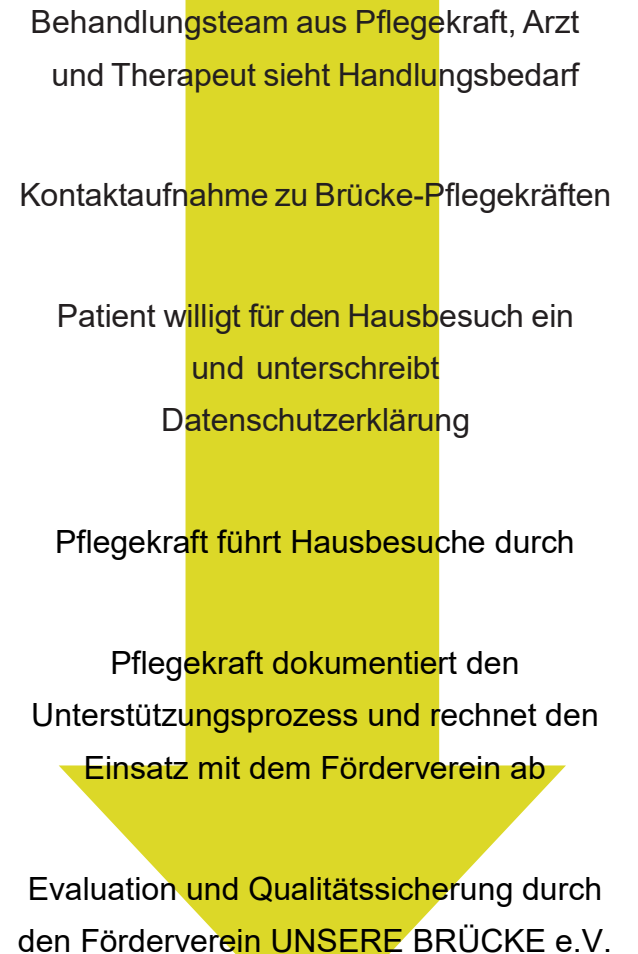 Behandlungsteam aus Pflegekraft, Arzt
und Therapeut sieht Handlungsbedarf
Kontaktaufnahme zu Brücke-Pflegekräften
Patient willigt für den Hausbesuch ein
und unterschreibt
Datenschutzerklärung
Pflegekraft führt Hausbesuche durch
Pflegekraft dokumentiert den
Unterstützungsprozess und rechnet den
Einsatz mit dem Förderverein ab
Evaluation und Qualitätssicherung durch
den Förderverein UNSERE BRÜCKE e.V.